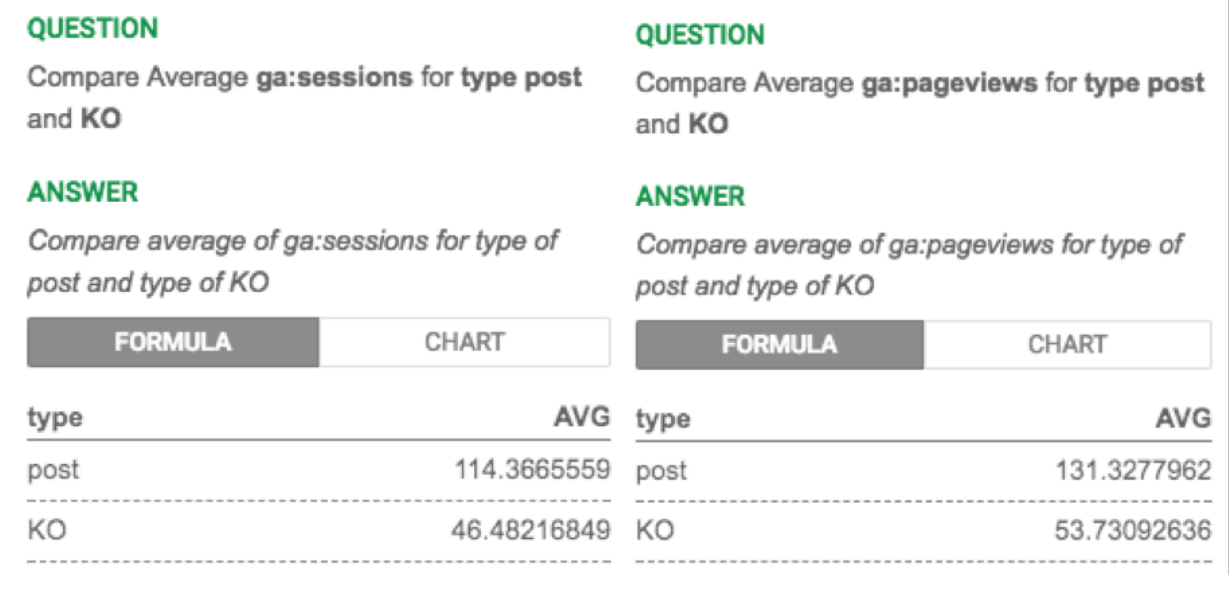 QUESTION
Compare Average ga:sessions for type post
and KO
ANSWER
Compare average of ga:sessions for type of
post and type of KO
FORMULA CHART
type AVG
post 114.3665559
KO 46.48216849
QUESTION
Compare Average ga:pageviews for type post
and KO
ANSWER
Compare average of ga:pageviews for type of
post and type of KO
FORMULA CHART
type AVG
post 131.3277962
KO 53.73092636